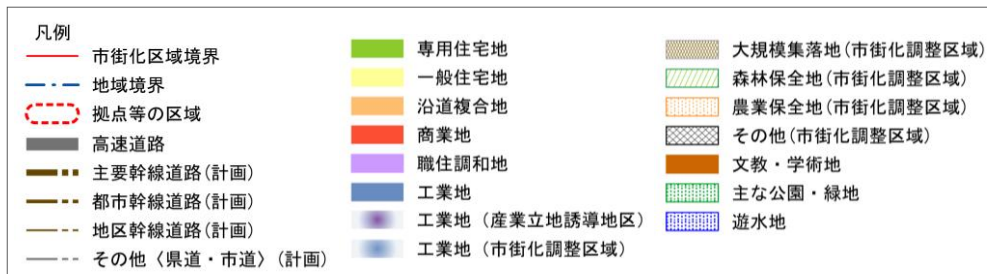 凡例
市街化区域境界
地域境界
拠点等の区域
高速道路
主要幹線道路(計画)
都市幹線道路(計画)
地区幹線道路(計画)
その他〈県道・市道〉(計画)
専用住宅地
一般住宅地
沿道複合地
商業地
職住調和地
工業地
工業地（産業立地誘導地区）
工業地（市街化調整区域）
大規模集落地(市街化調整区域)
森林保全地(市街化調整区域)
農業保全地(市街化調整区域)
その他(市街化調整区域)
文教・学術地
主な公園・緑地
遊水地